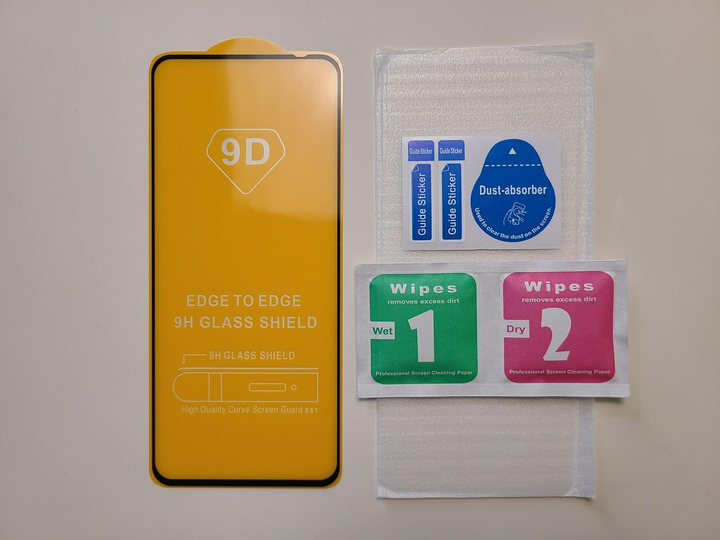 9D
EDGE TO EDGE
9H GLASS SHIELD
9H GLASS SHIELD
High Quality Curve Screen Guaid xs1
Guide Sticker
Guide Sticker
Guide Sticker
Guide Sticker
Dust-absorber
Used to clear the dust on the screen.
Wipes
removes excess dirt
Wet
1
Professional Screen Cleaning Paper
Wipes
removes excess dirt
Dry
2
Professional Screen Cleaning Paper